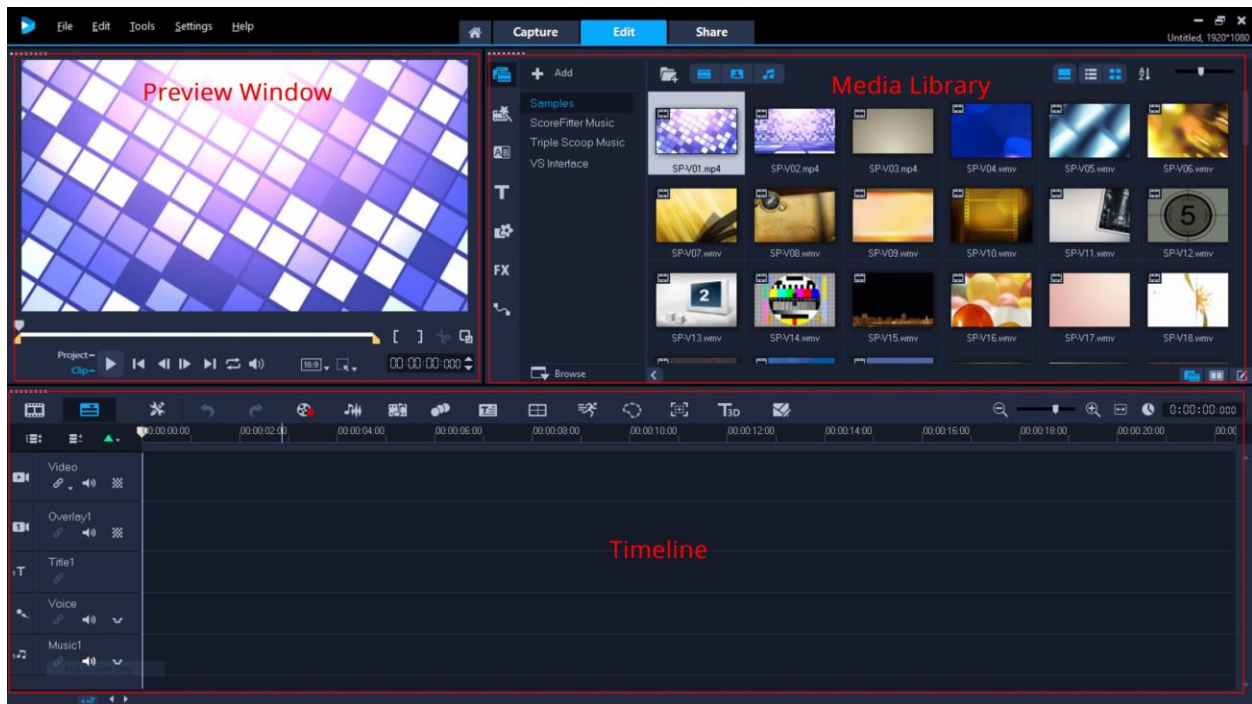 File Edit Tools Settings Help
Capture Edit Share
Untitled, 1920*1080
Preview Window
Add
Samples
ScoreFitter Music
Triple Scoop Music
VS Interface
Browse
Media Library
SP-V01.mp4 SP-V02.mp4 SP-V03.mp4 SP-V04.wmv SP-V05.wmv SP-V06.wmv
5
SP-V07.wmv SP-V08.wmv SP-V09.wmv SP-V10.wmv SP-V11.wmv SP-V12.wmv
2
SP-V13.wmv SP-V14.wmv SP-V15.wmv SP-V16.wmv SP-V17.wmv SP-V18.wmv
AB
T
FX
Project-
Clip-
16:9
00:00:00:000
T3D
0:00:00:000
00:00:00:00 00:00:02:00 00:00:04:00 00:00:06:00 00:00:08:00 00:00:10:00 00:00:12:00 00:00:14:00 00:00:16:00 00:00:18:00 00:00:20:00
Video
Overlay1
Title1
Voice
Music1
Timeline